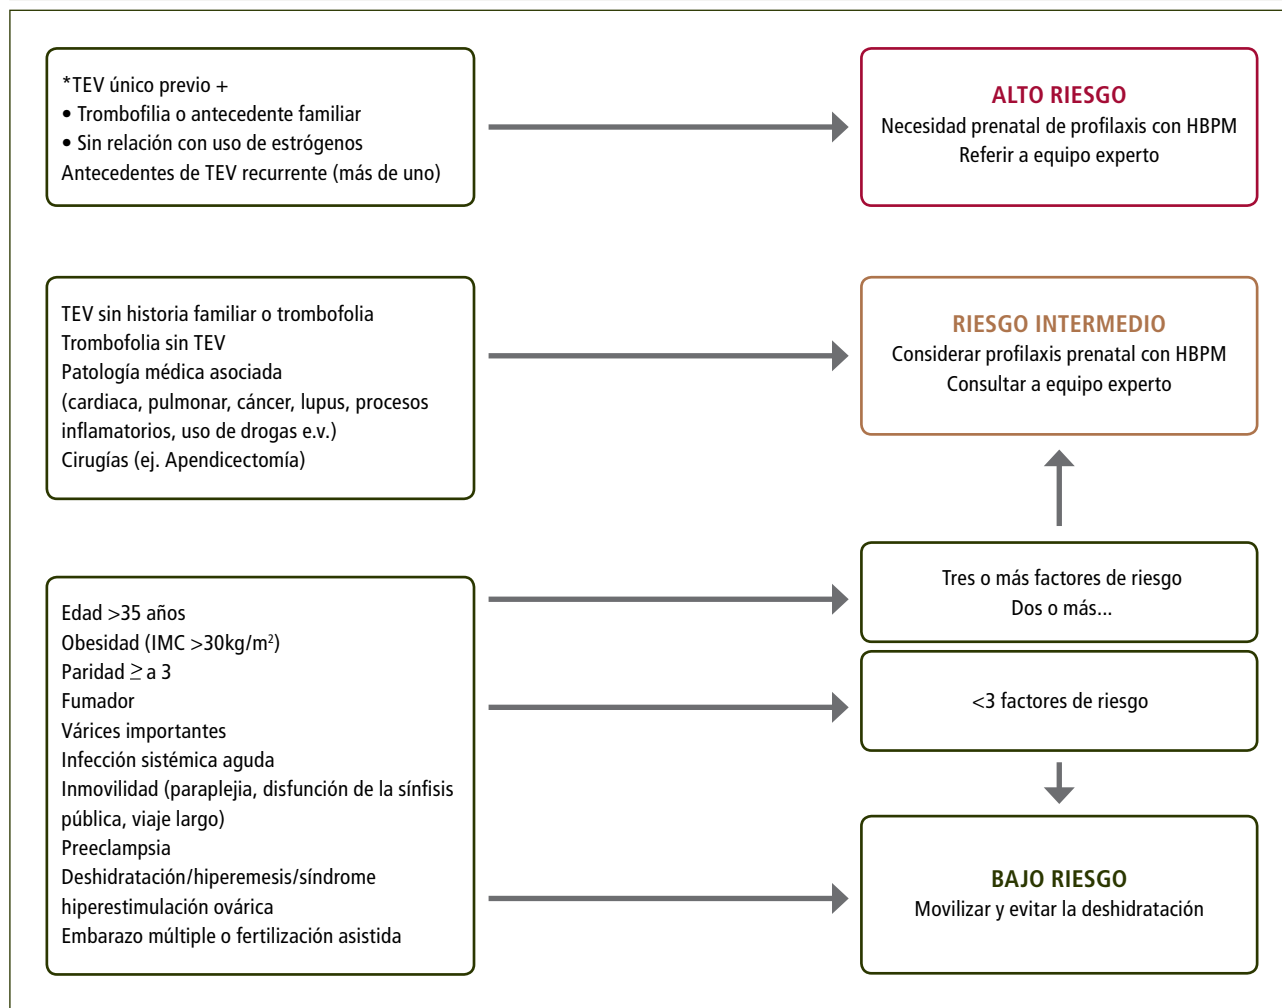 *TEV único previo +
• Trombofilia o antecedente familiar
• Sin relación con uso de estrógenos
Antecedentes de TEV recurrente (más de uno)
ALTO RIESGO
Necesidad prenatal de profilaxis con HBPM
Referir a equipo experto
TEV sin historia familiar o trombofolia
Trombofolia sin TEV
Patología médica asociada
(cardiaca, pulmonar, cáncer, lupus, procesos
inflamatorios, uso de drogas e.v.)
Cirugías (ej. Apendicectomía)
RIESGO INTERMEDIO
Considerar profilaxis prenatal con HBPM
Consultar a equipo experto
Edad >35 años
Obesidad (IMC >30kg/m²)
Paridad ≥ a 3
Fumador
Várices importantes
Infección sistémica aguda
Inmovilidad (paraplejia, disfunción de la sínfisis
pública, viaje largo)
Preeclampsia
Deshidratación/hiperemesis/síndrome
hiperestimulación ovárica
Embarazo múltiple o fertilización asistida
Tres o más factores de riesgo
Dos o más...
<3 factores de riesgo
BAJO RIESGO
Movilizar y evitar la deshidratación